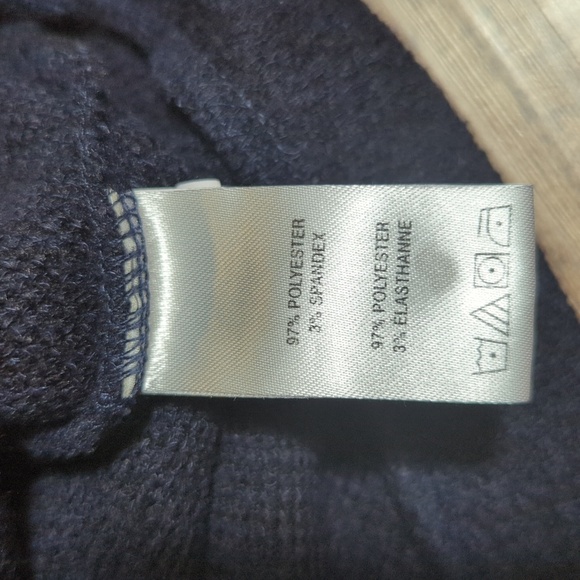 97% POLYESTER
3% SPANDEX
97% POLYESTER
3% ELASTHANNE